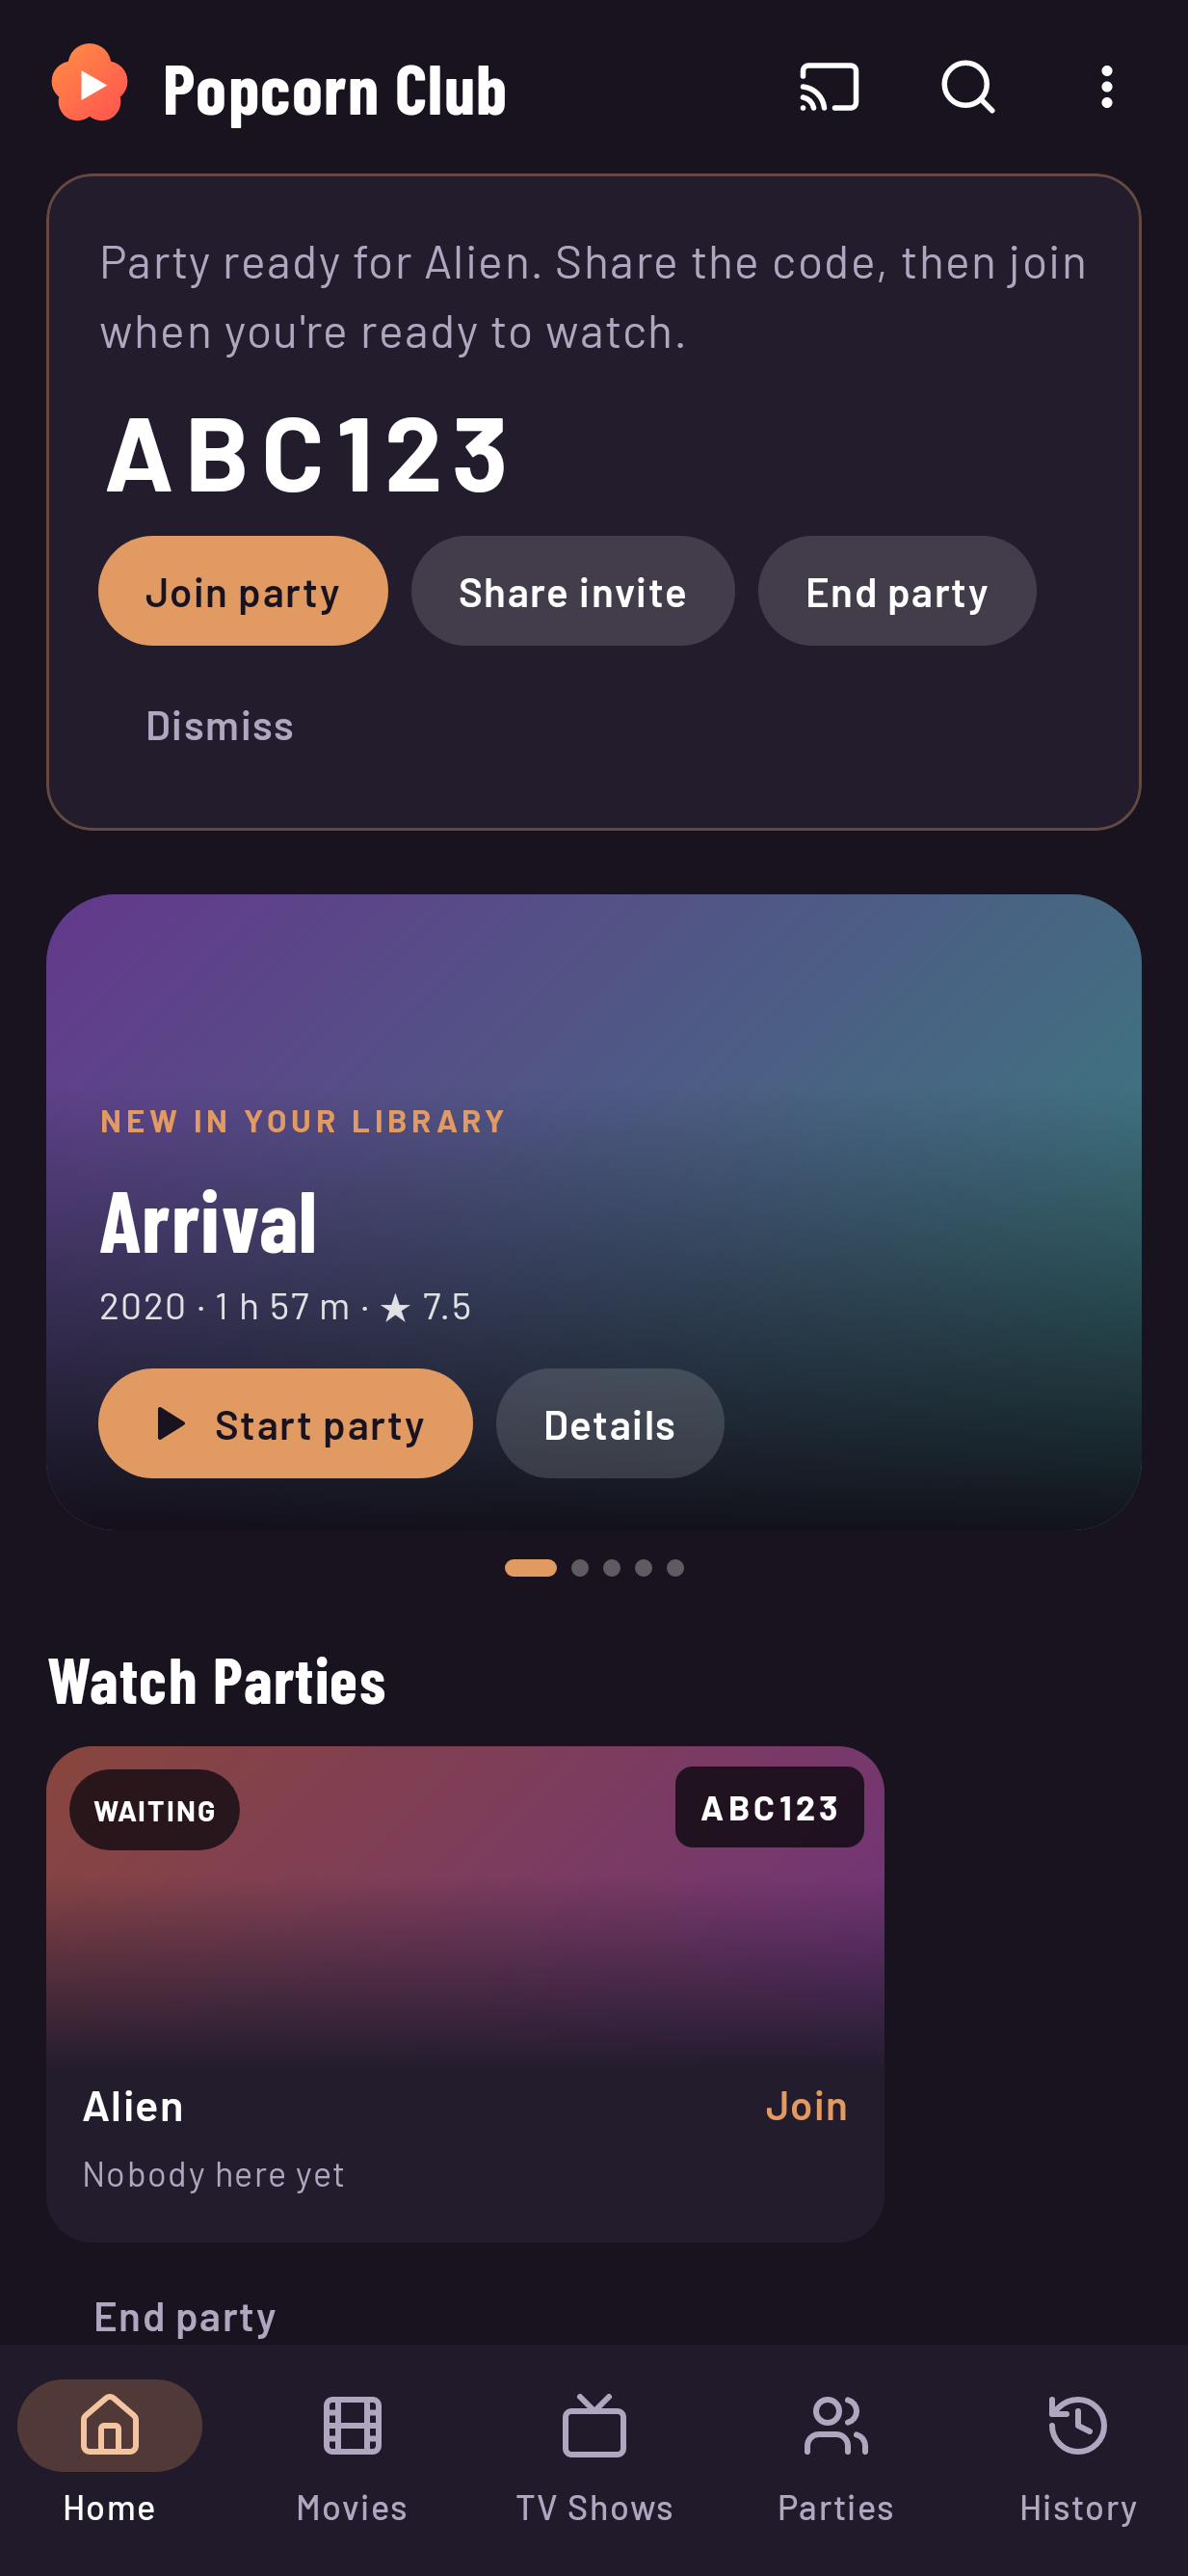 Popcorn Club
Party ready for Alien. Share the code, then join
when you're ready to watch.
ABC123
Join party
Share invite
End party
Dismiss
NEW IN YOUR LIBRARY
Arrival
2020 · 1 h 57 m · ★ 7.5
Start party
Details
Watch Parties
WAITING
ABC123
Alien
Join
Nobody here yet
End party
Home
Movies
TV Shows
Parties
History